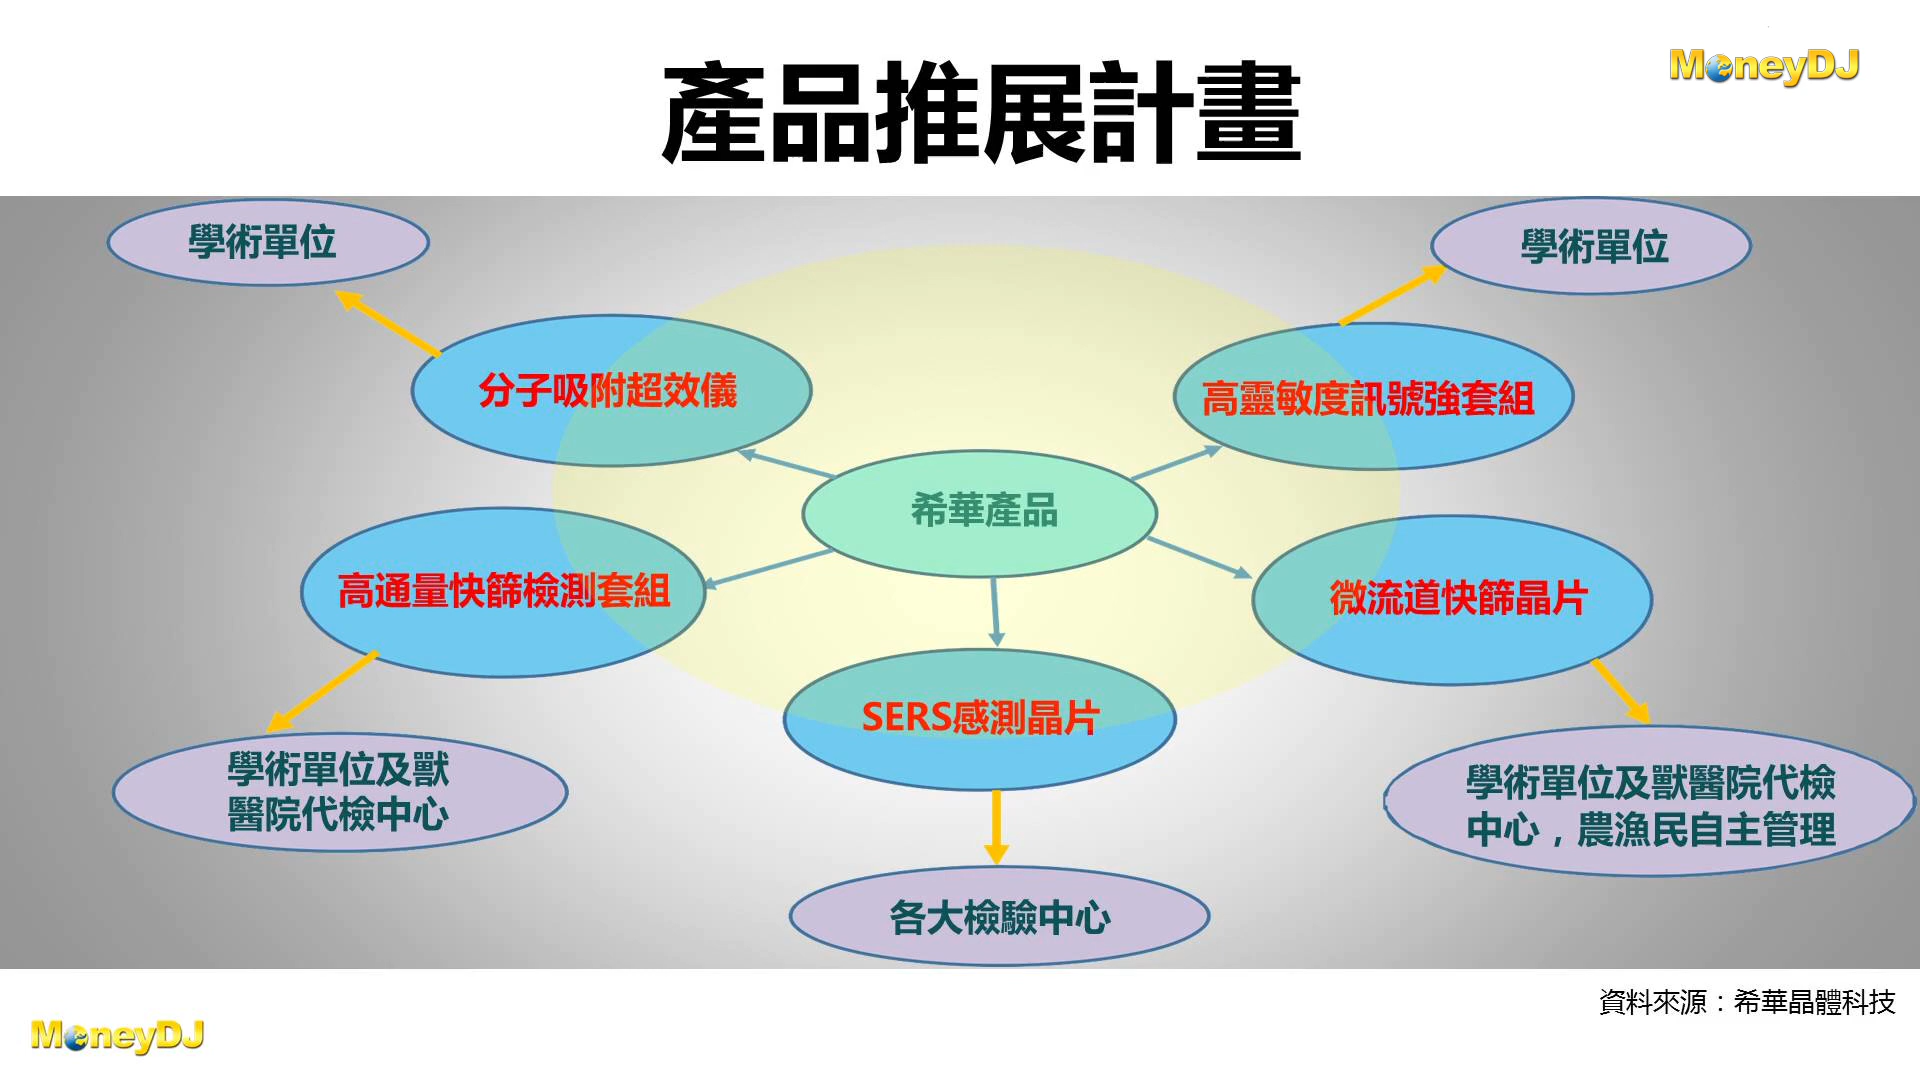 MoneyDJ
產品推展計畫
學術單位
學術單位
分子吸附超效儀
高靈敏度訊號強套組
希華產品
高通量快篩檢測套組
微流道快篩晶片
SERS感測晶片
學術單位及獸
醫院代檢中心
學術單位及獸醫院代檢
中心，農漁民自主管理
各大檢驗中心
資料來源：希華晶體科技
MoneyDJ